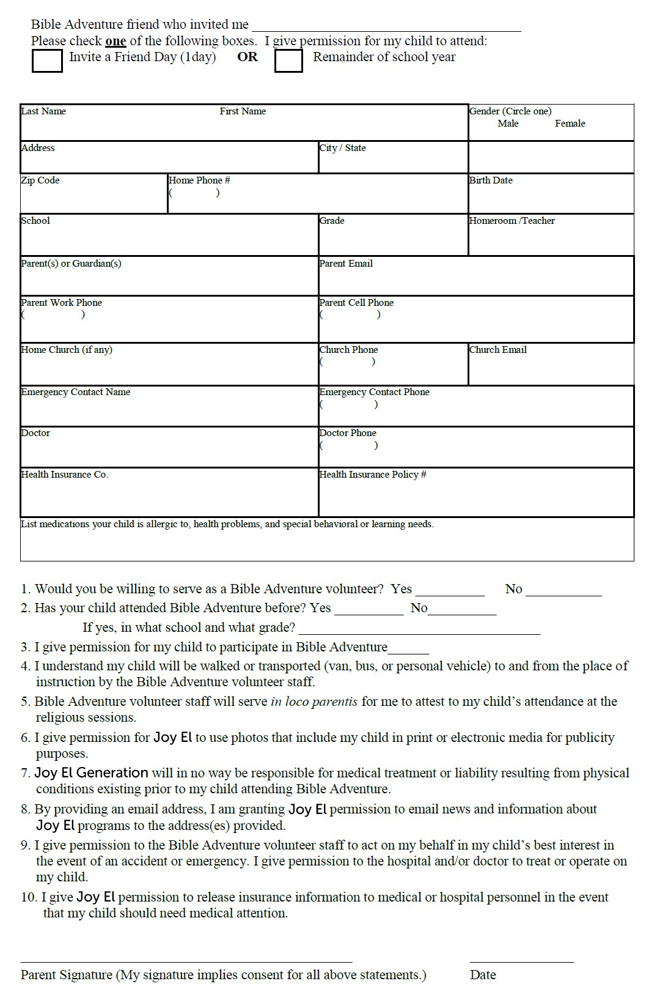 Bible Adventure friend who invited me _______________________________________
Please check one of the following boxes.  I give permission for my child to attend:
Invite a Friend Day (1day) OR Remainder of school year
Last Name First Name Gender (Circle one)
Male Female
Address City / State
Zip Code Home Phone # Birth Date
( )
School Grade Homeroom /Teacher
Parent(s) or Guardian(s) Parent Email
Parent Work Phone Parent Cell Phone
( ) ( )
Home Church (if any) Church Phone Church Email
( )
Emergency Contact Name Emergency Contact Phone
( )
Doctor Doctor Phone
( )
Health Insurance Co. Health Insurance Policy #
List medications your child is allergic to, health problems, and special behavioral or learning needs.
1. Would you be willing to serve as a Bible Adventure volunteer?  Yes __________ No ___________
2. Has your child attended Bible Adventure before? Yes __________ No__________
If yes, in what school and what grade? ___________________________________
3. I give permission for my child to participate in Bible Adventure______
4. I understand my child will be walked or transported (van, bus, or personal vehicle) to and from the place of
instruction by the Bible Adventure volunteer staff.
5. Bible Adventure volunteer staff will serve in loco parentis for me to attest to my child’s attendance at the
religious sessions.
6. I give permission for Joy El to use photos that include my child in print or electronic media for publicity
purposes.
7. Joy El Generation will in no way be responsible for medical treatment or liability resulting from physical
conditions existing prior to my child attending Bible Adventure.
8. By providing an email address, I am granting Joy El permission to email news and information about
Joy El programs to the address(es) provided.
9. I give permission to the Bible Adventure volunteer staff to act on my behalf in my child’s best interest in
the event of an accident or emergency. I give permission to the hospital and/or doctor to treat or operate on
my child.
10. I give Joy El permission to release insurance information to medical or hospital personnel in the event
that my child should need medical attention.
________________________________________________ _______________
Parent Signature (My signature implies consent for all above statements.) Date